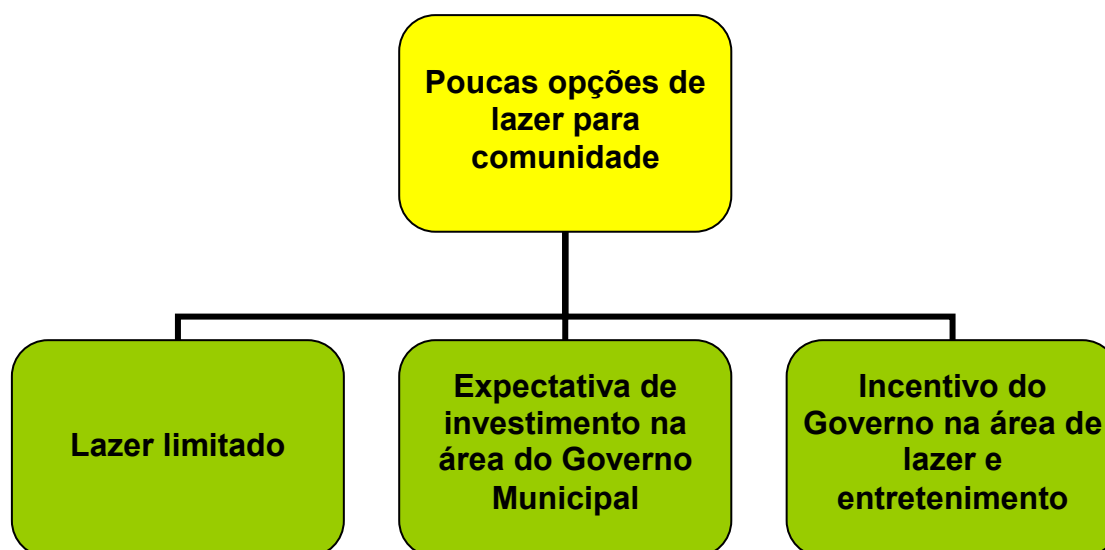 Poucas opções de
lazer para
comunidade
Lazer limitado
Expectativa de
investimento na
área do Governo
Municipal
Incentivo do
Governo na área de
lazer e
entretenimento